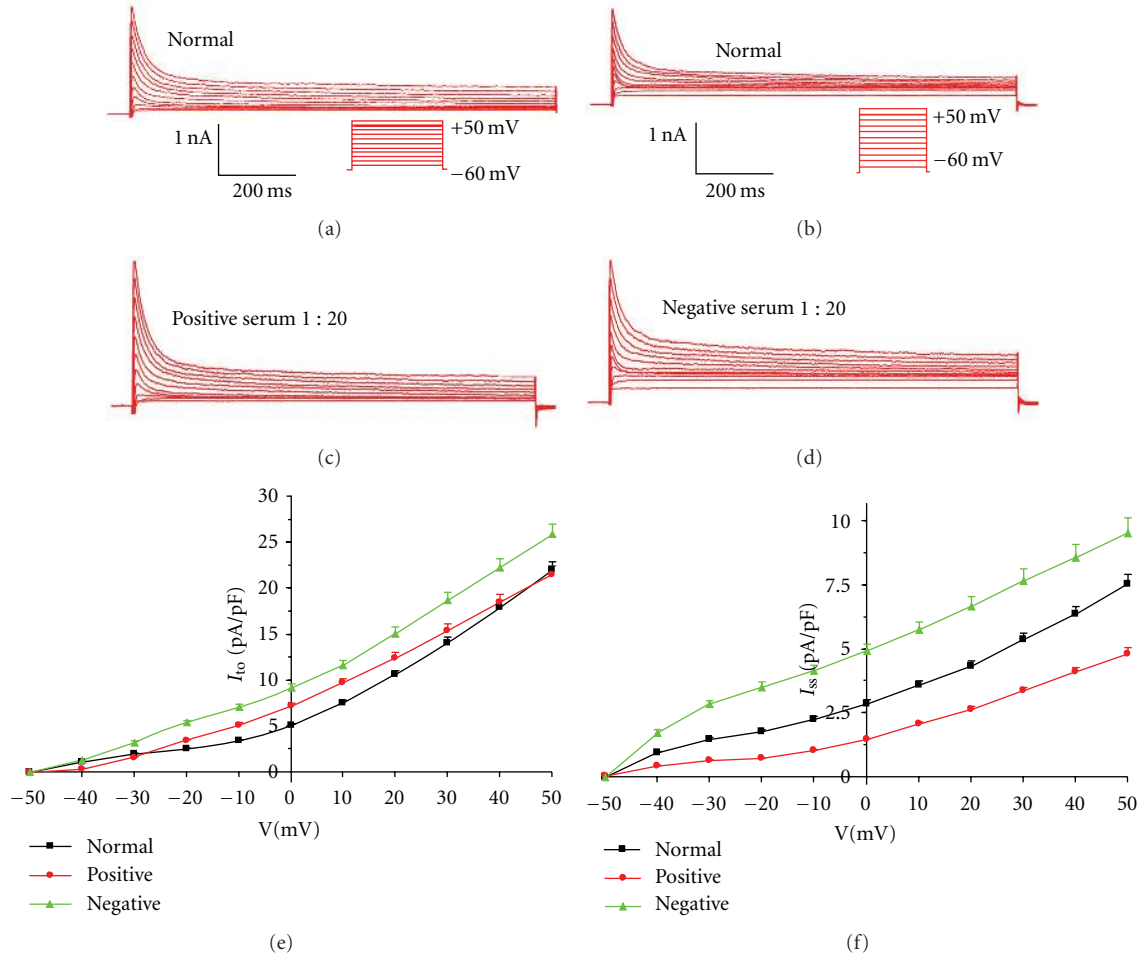 Normal
1 nA
200 ms
+50 mV
−60 mV
(a)
Normal
1 nA
200 ms
+50 mV
−60 mV
(b)
Positive serum 1 : 20
(c)
Negative serum 1 : 20
(d)
30
25
20
15
10
5
0
Ito (pA/pF)
−50 −40 −30 −20 −10 0 10 20 30 40 50
V(mV)
Normal
Positive
Negative
(e)
10
7.5
5
2.5
0
Iss (pA/pF)
−50 −40 −30 −20 −10 0 10 20 30 40 50
V(mV)
Normal
Positive
Negative
(f)